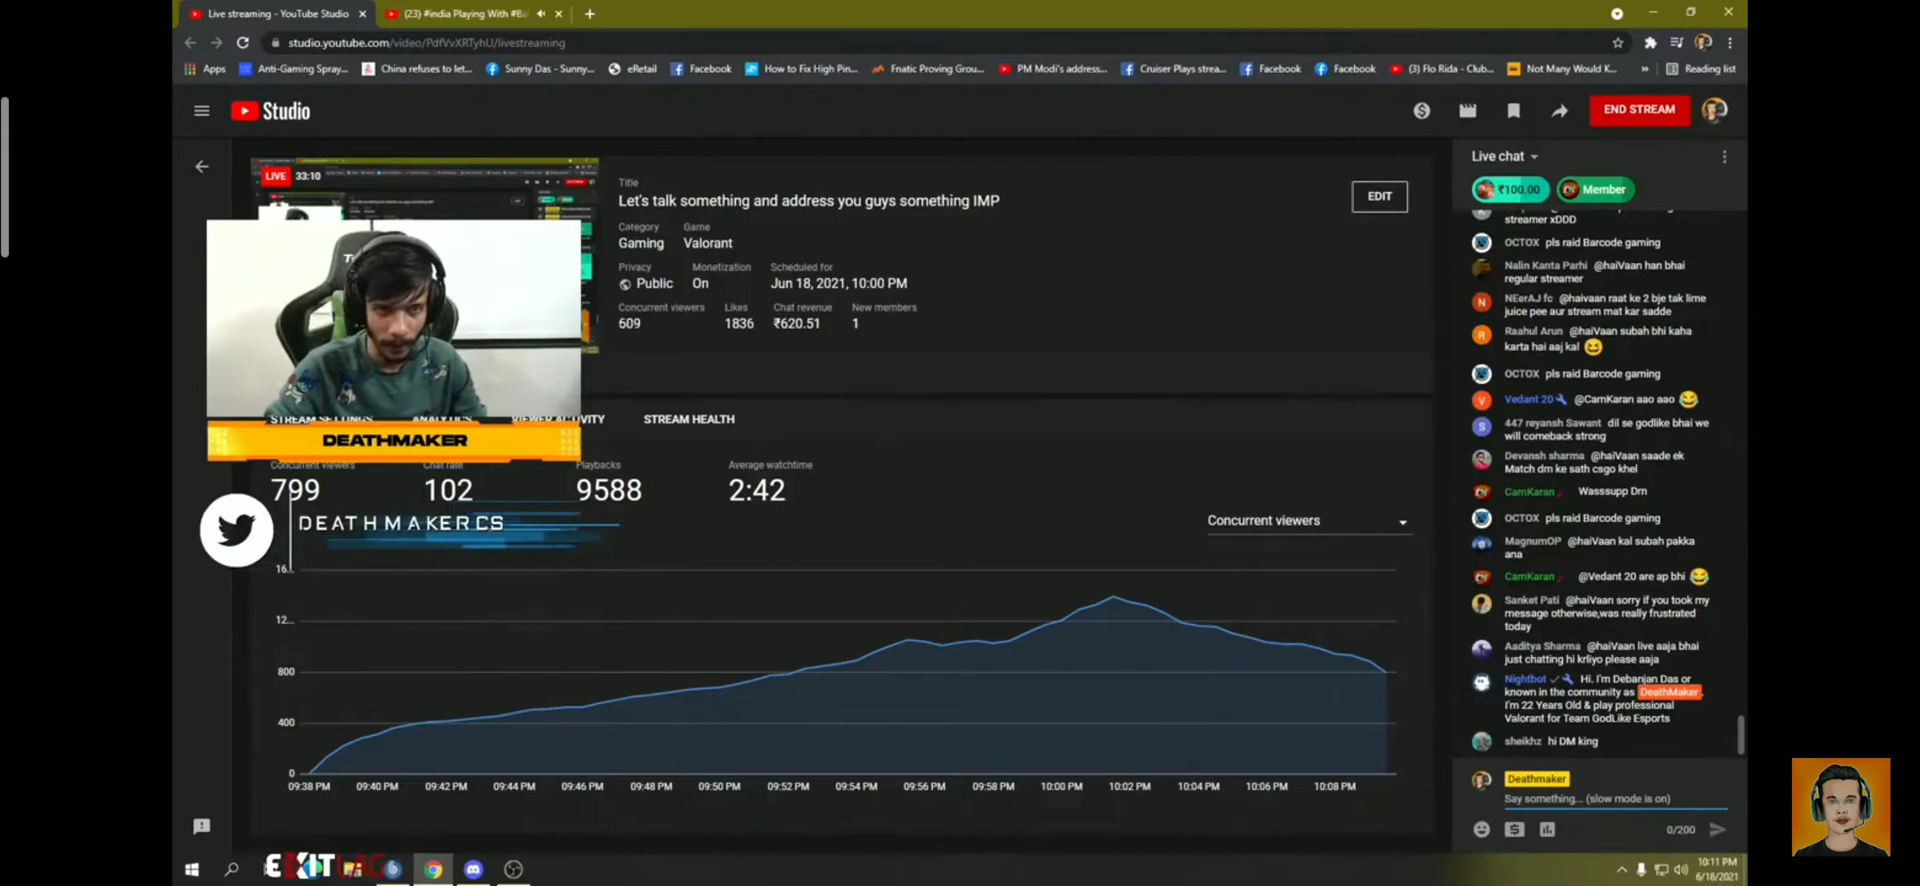 Live streaming - YouTube Studio
(23) #india Playing With #Ba
studio.youtube.com/video/PdfVvXRTyhU/livestreaming
Apps
Anti-Gaming Spray...
China refuses to let...
Sunny Das - Sunny...
eRetail
Facebook
How to Fix High Pin...
Fnatic Proving Grou...
PM Modi's address...
Cruiser Plays strea...
Facebook
Facebook
(3) Flo Rida - Club...
Not Many Would K...
»
Reading list
Studio
END STREAM
LIVE 33:10
Title
Let's talk something and address you guys something IMP
EDIT
Category Game
Gaming Valorant
Privacy Monetization Scheduled for
Public On Jun 18, 2021, 10:00 PM
Concurrent viewers Likes Chat revenue New members
609 1836 ₹620.51 1
STREAM SETTINGS ANALYTICS VIEWER ACTIVITY STREAM HEALTH
DEATHMAKER
Concurrent viewers Chat rate Playbacks Average watchtime
799 102 9588 2:42
DEATHMAKERCS
Concurrent viewers
16...
12...
800
400
0
09:38 PM 09:40 PM 09:42 PM 09:44 PM 09:46 PM 09:48 PM 09:50 PM 09:52 PM 09:54 PM 09:56 PM 09:58 PM 10:00 PM 10:02 PM 10:04 PM 10:06 PM 10:08 PM
Live chat
₹100.00 Member
streamer xDDD
OCTOX pls raid Barcode gaming
Nalin Kanta Parhi @haiVaan han bhai
regular streamer
NEerAJ fc @haivaan raat ke 2 bje tak lime
juice pee aur stream mat kar sadde
Raahul Arun @haiVaan subah bhi kaha
karta hai aaj kal 😆
OCTOX pls raid Barcode gaming
Vedant 20 @CamKaran aao aao 😂
447 reyansh Sawant dil se godlike bhai we
will comeback strong
Devansh sharma @haiVaan saade ek
Match dm ke sath csgo khel
CamKaran Wasssupp Dm
OCTOX pls raid Barcode gaming
MagnumOP @haiVaan kal subah pakka
ana
CamKaran @Vedant 20 are ap bhi 😂
Sanket Pati @haiVaan sorry if you took my
message otherwise,was really frustrated
today
Aaditya Sharma @haiVaan live aaja bhai
just chatting hi krliyo please aaja
Nightbot Hi. I'm Debanjan Das or
known in the community as DeathMaker.
I'm 22 Years Old & play professional
Valorant for Team GodLike Esports
sheikhz hi DM king
Deathmaker
Say something... (slow mode is on)
0/200
EXITLAG
10:11 PM
6/18/2021